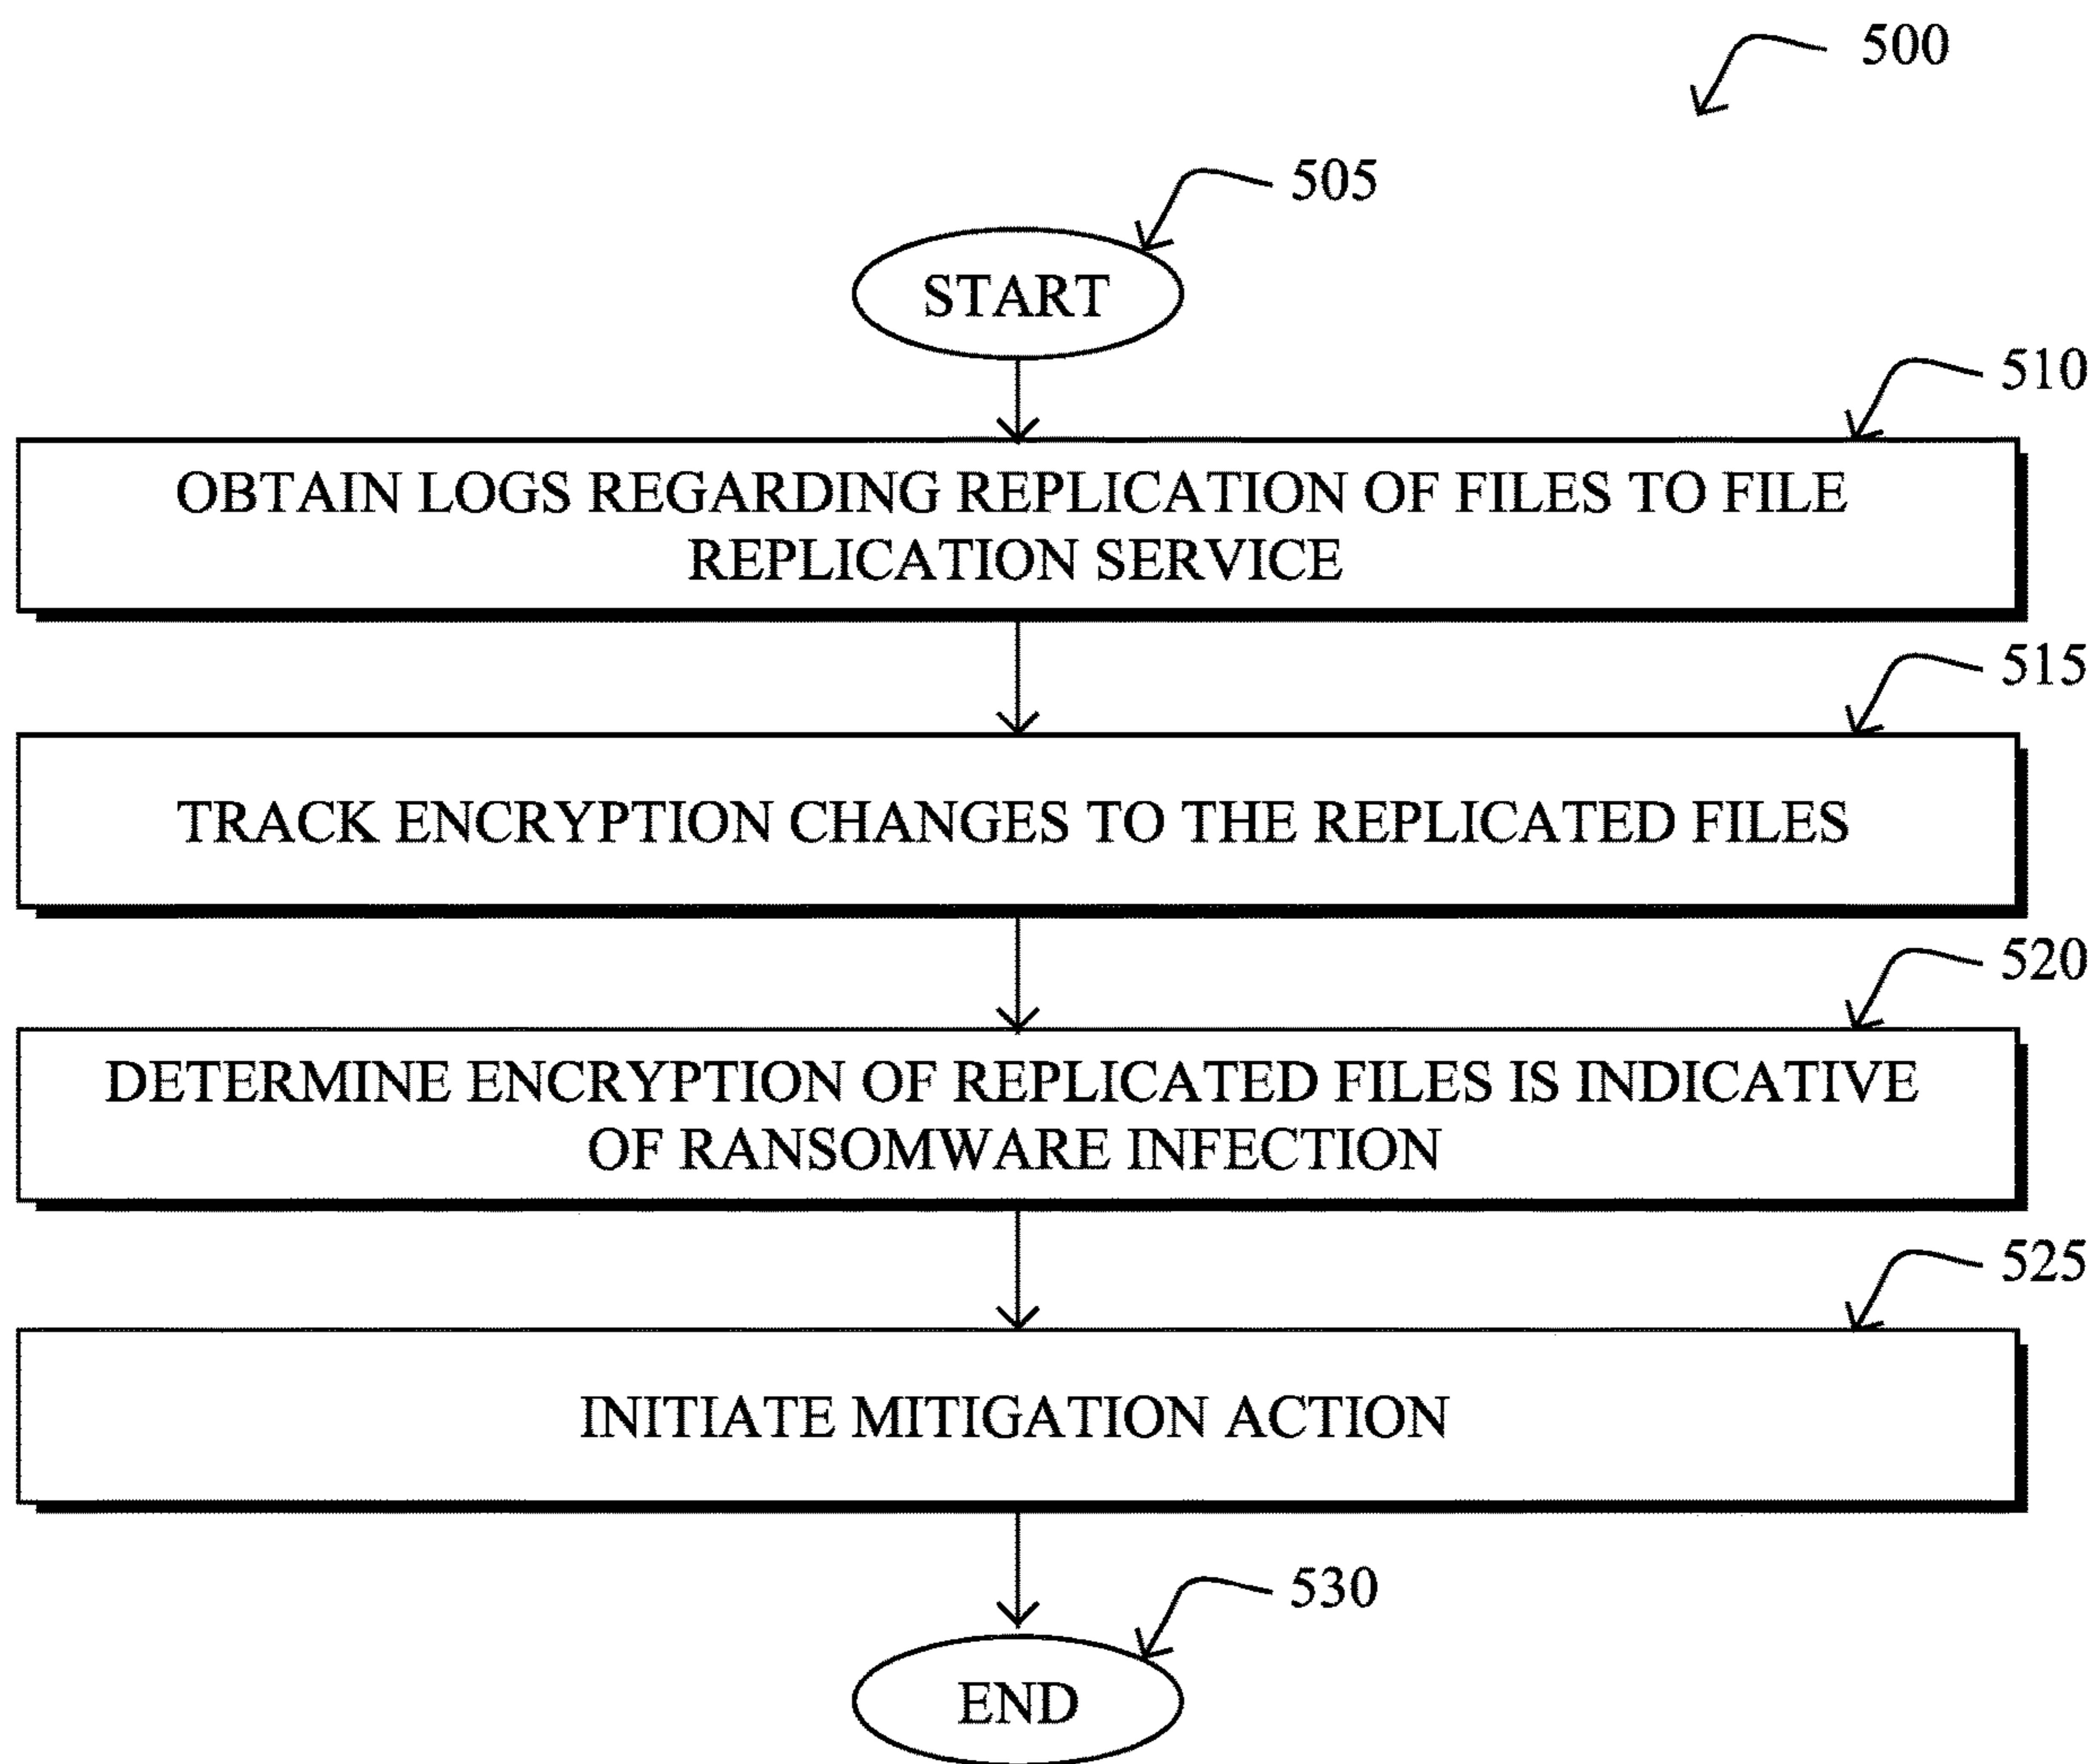 500
505
START
510
OBTAIN LOGS REGARDING REPLICATION OF FILES TO FILE
REPLICATION SERVICE
515
TRACK ENCRYPTION CHANGES TO THE REPLICATED FILES
520
DETERMINE ENCRYPTION OF REPLICATED FILES IS INDICATIVE
OF RANSOMWARE INFECTION
525
INITIATE MITIGATION ACTION
530
END